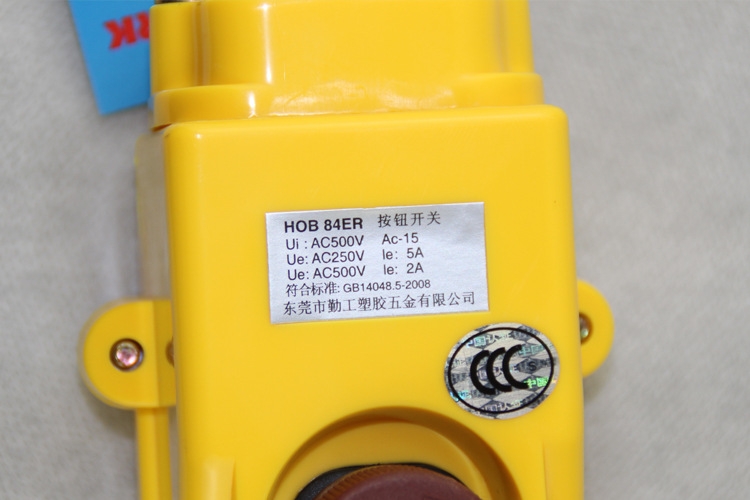 RK
HOB 84ER 按钮开关
Ui : AC500V Ac-15
Ue: AC250V Ie: 5A
Ue: AC500V Ie: 2A
符合标准: GB14048.5-2008
东莞市勤工塑胶五金有限公司
CCC